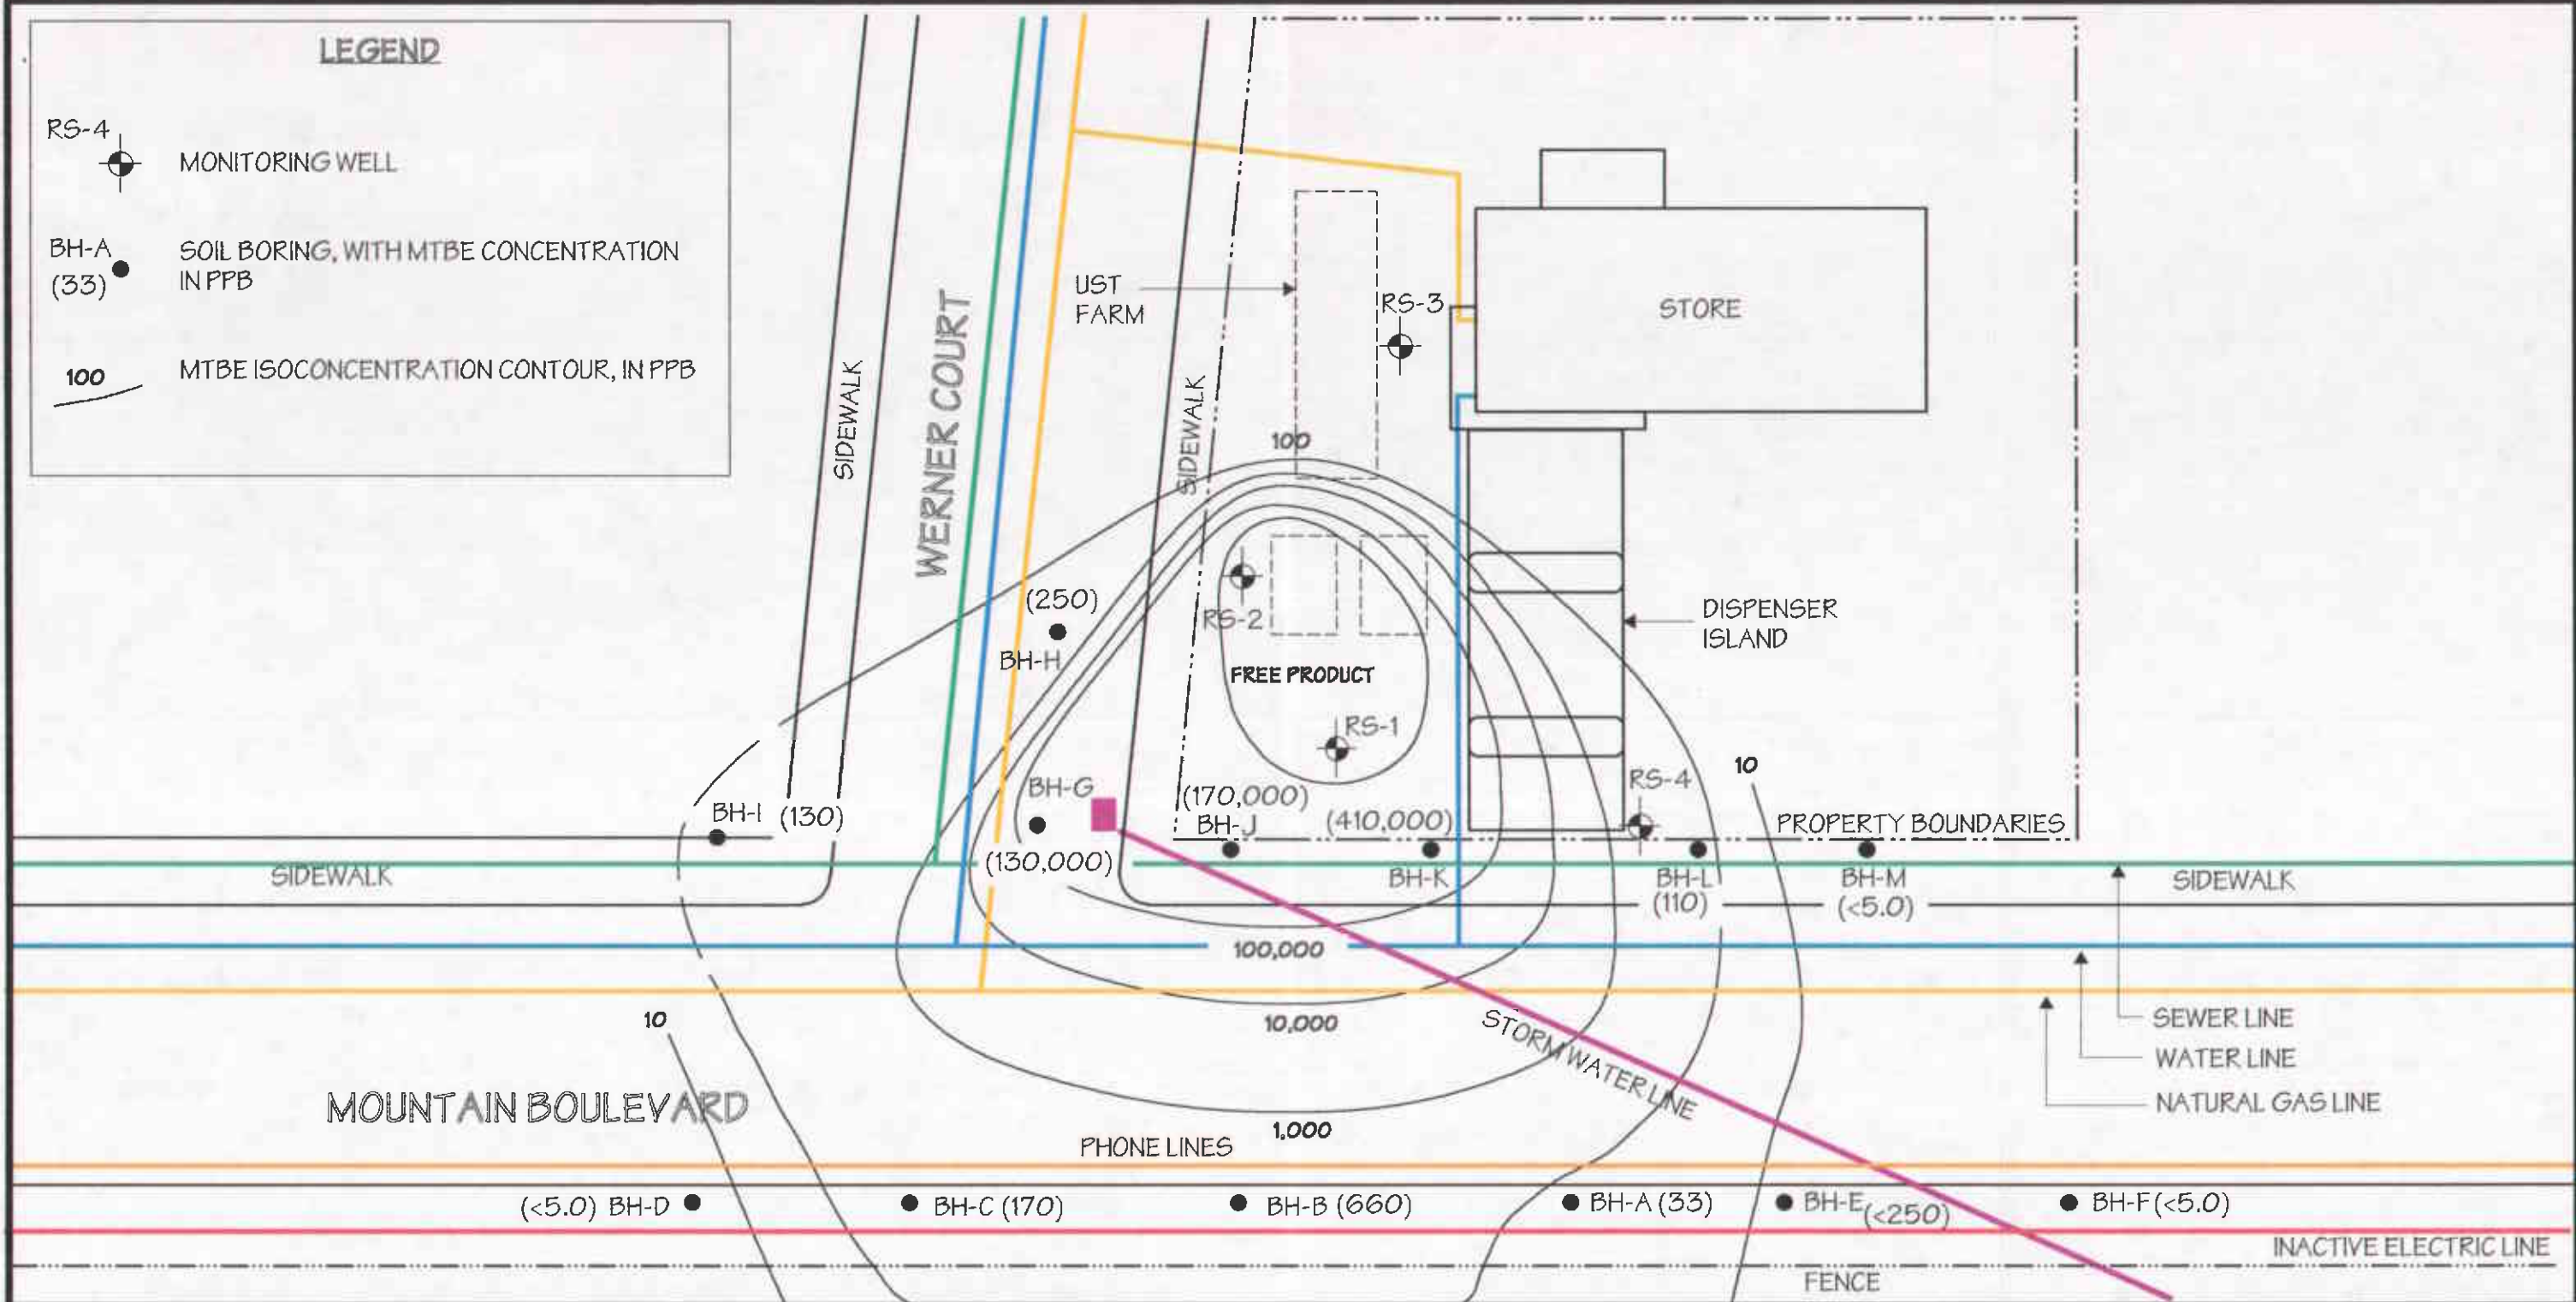 LEGEND
RS-4
MONITORING WELL
BH-A
(33)
SOIL BORING, WITH MTBE CONCENTRATION
IN PPB
100
MTBE ISOCONCENTRATION CONTOUR, IN PPB
SIDEWALK
WERNER COURT
SIDEWALK
UST
FARM
RS-3
STORE
100
(250)
BH-H
RS-2
DISPENSER
ISLAND
FREE PRODUCT
RS-1
BH-G
(130,000)
(170,000)
BH-J
(410,000)
BH-K
RS-4
10
PROPERTY BOUNDARIES
BH-I (130)
SIDEWALK
BH-L
(110)
BH-M
(<5.0)
SIDEWALK
100,000
10,000
STORM WATER LINE
SEWER LINE
WATER LINE
NATURAL GAS LINE
10
MOUNTAIN BOULEVARD
1,000
PHONE LINES
(<5.0) BH-D
BH-C (170)
BH-B (660)
BH-A (33)
BH-E (<250)
BH-F (<5.0)
INACTIVE ELECTRIC LINE
FENCE